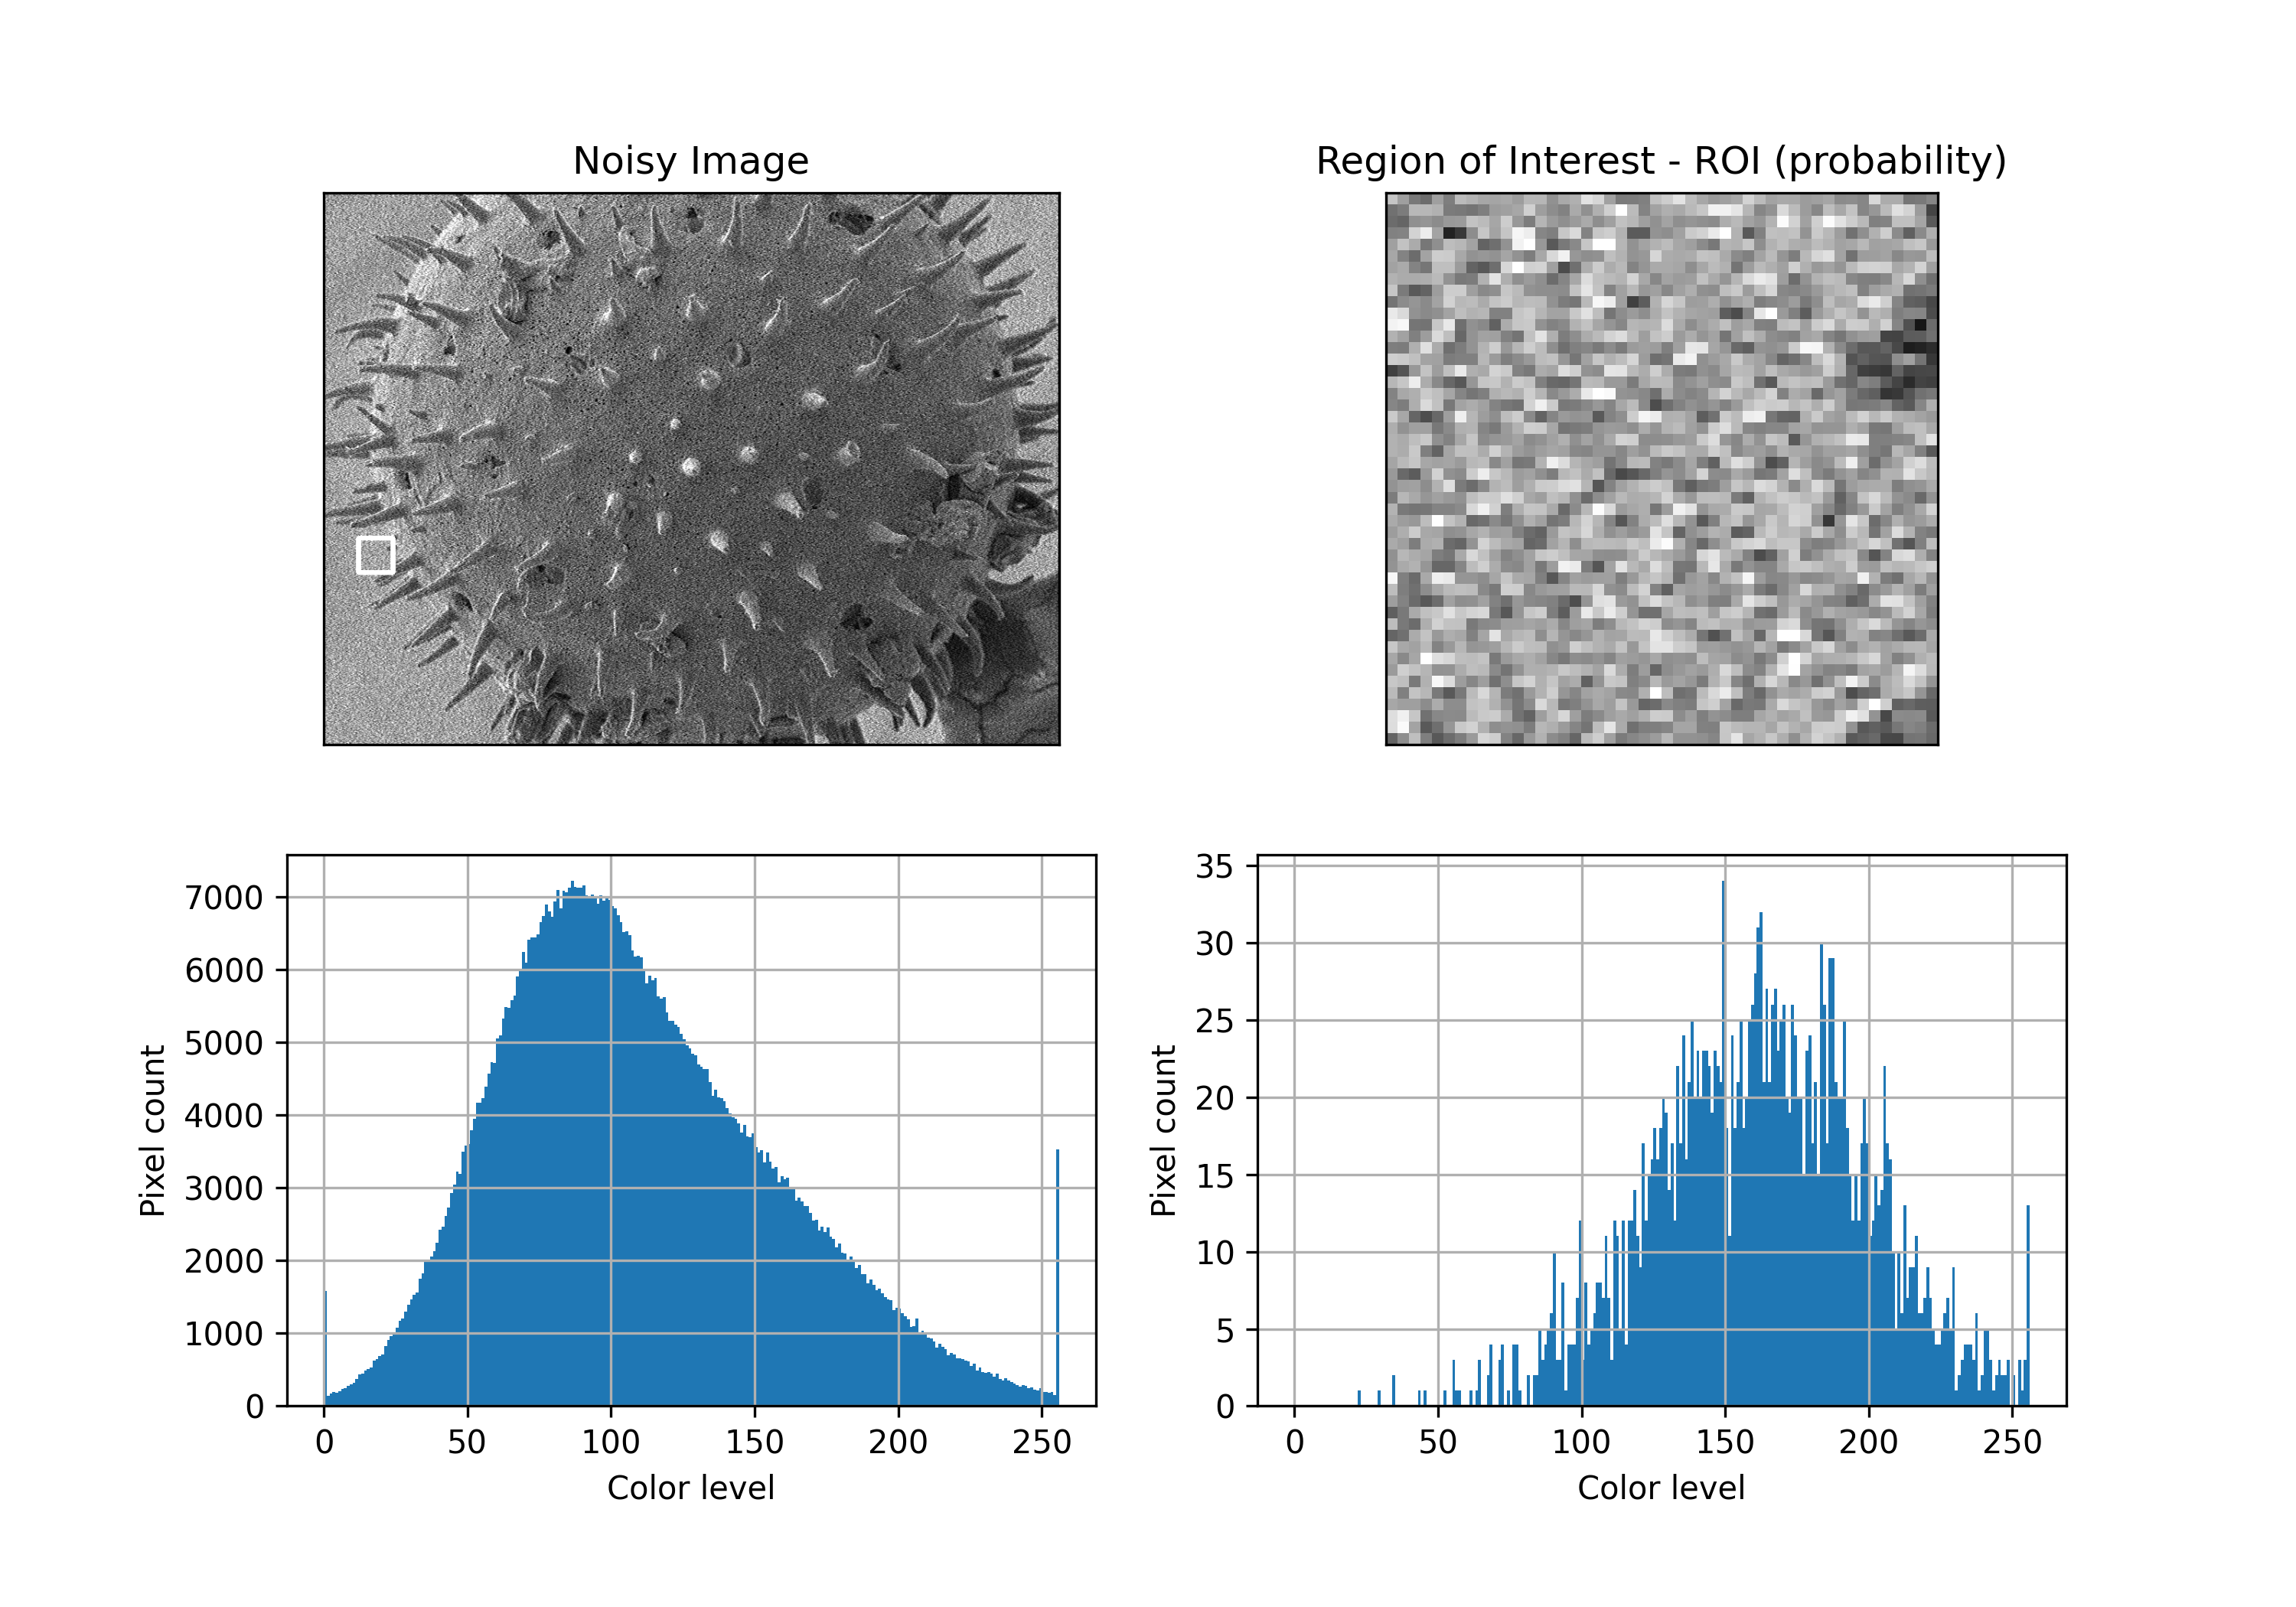 Noisy Image
Region of Interest - ROI (probability)
7000
6000
5000
4000
3000
2000
1000
0
Pixel count
0 50 100 150 200 250
Color level
35
30
25
20
15
10
5
0
Pixel count
0 50 100 150 200 250
Color level